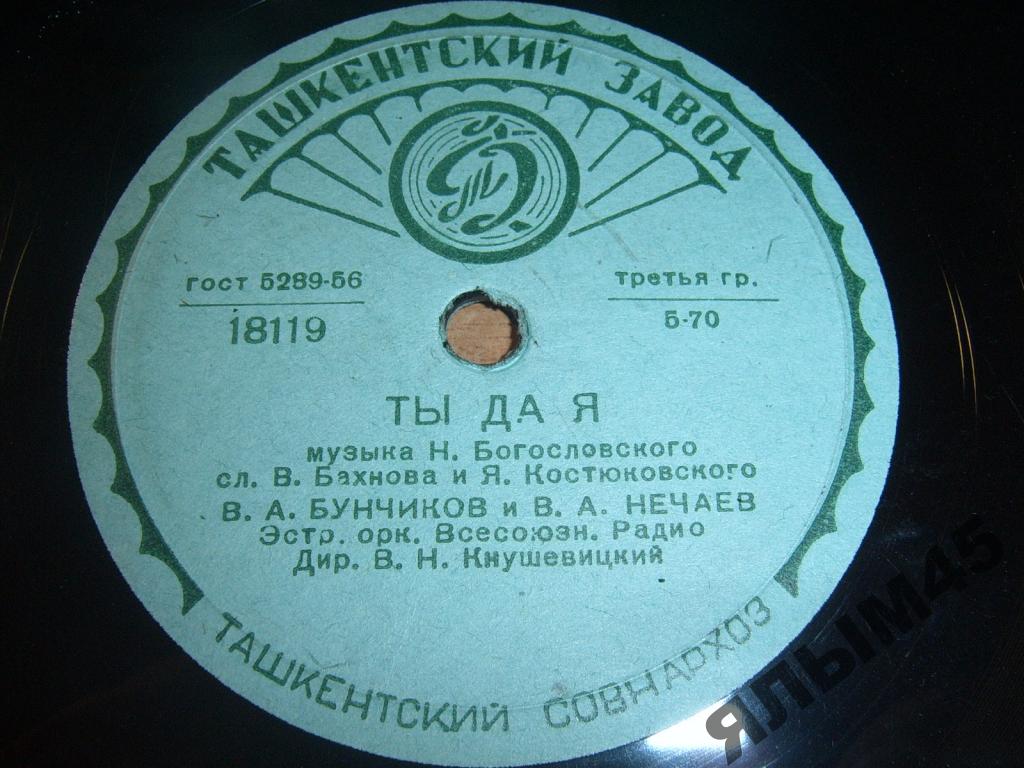 ТАШКЕНТСКИЙ ЗАВОД
ГОСТ 5289-56
третья гр.
18119
5-70
ТЫ ДА Я
музыка Н. Богословского
сл. В. Бахнова и Я. Костюковского
В. А. БУНЧИКОВ и В. А. НЕЧАЕВ
Эстр. орк. Всесоюзн. Радио
Дир. В. Н. Кнушевицкий
ТАШКЕНТСКИЙ СОВНАРХОЗ
ЯЛЫМ45